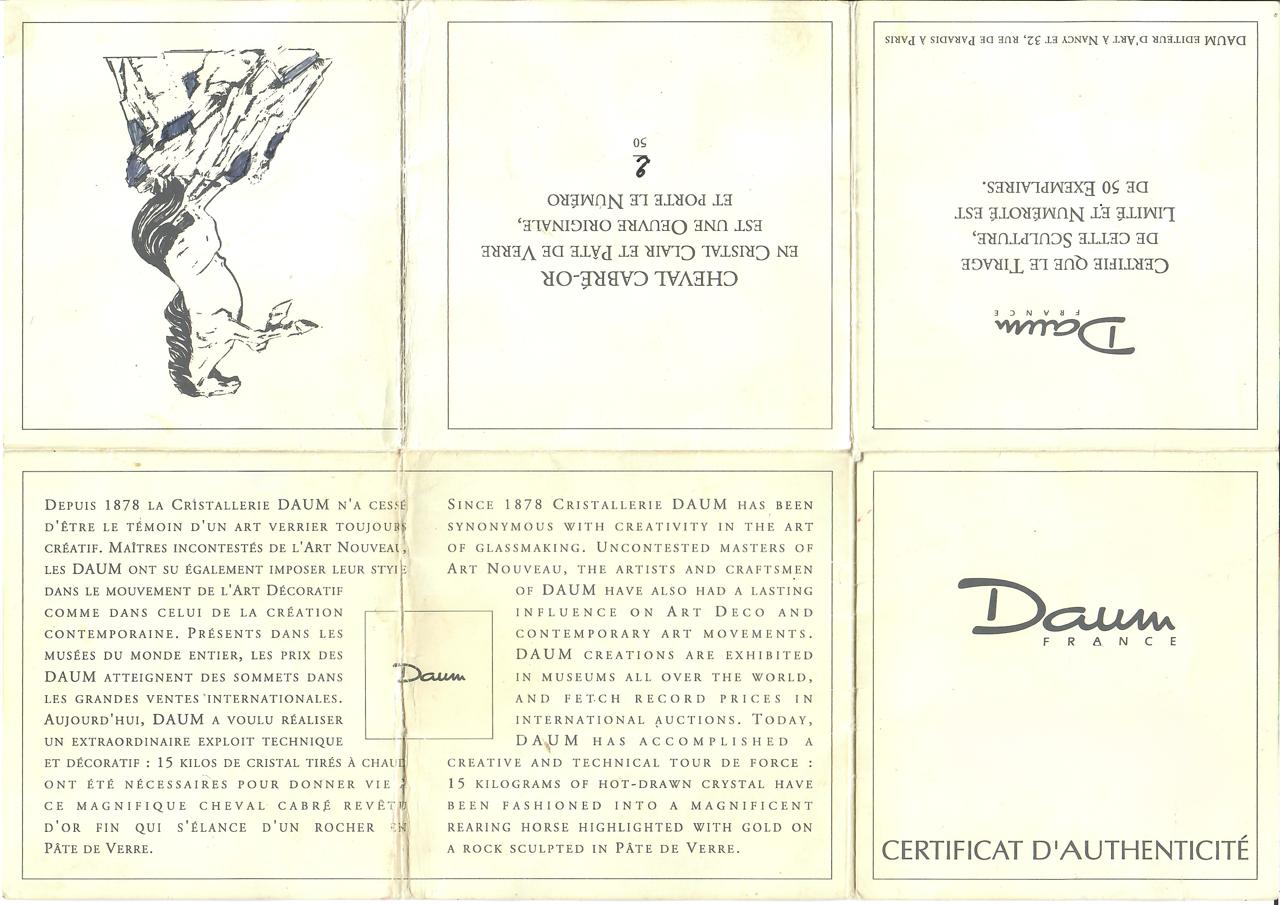 DAUM EDITEUR D'ART À NANCY ET 32, RUE DE PARADIS À PARIS
Daum
FRANCE
CERTIFIE QUE LE TIRAGE
DE CETTE SCULPTURE,
LIMITÉ ET NUMÉROTÉ EST
DE 50 EXEMPLAIRES.
CHEVAL CABRÉ-OR
EN CRISTAL CLAIR ET PÂTE DE VERRE
EST UNE OEUVRE ORIGINALE,
ET PORTE LE NUMÉRO
2
50
DEPUIS 1878 LA CRISTALLERIE DAUM N'A CESSÉ
D'ÊTRE LE TÉMOIN D'UN ART VERRIER TOUJOURS
CRÉATIF. MAÎTRES INCONTESTÉS DE L'ART NOUVEAU,
LES DAUM ONT SU ÉGALEMENT IMPOSER LEUR STYLE
DANS LE MOUVEMENT DE L'ART DÉCORATIF
COMME DANS CELUI DE LA CRÉATION
CONTEMPORAINE. PRÉSENTS DANS LES
MUSÉES DU MONDE ENTIER, LES PRIX DES
DAUM ATTEIGNENT DES SOMMETS DANS
LES GRANDES VENTES INTERNATIONALES.
AUJOURD'HUI, DAUM A VOULU RÉALISER
UN EXTRAORDINAIRE EXPLOIT TECHNIQUE
ET DÉCORATIF : 15 KILOS DE CRISTAL TIRÉS À CHAUD
ONT ÉTÉ NÉCESSAIRES POUR DONNER VIE À
CE MAGNIFIQUE CHEVAL CABRÉ REVÊTU
D'OR FIN QUI S'ÉLANCE D'UN ROCHER EN
PÂTE DE VERRE.
Daum
SINCE 1878 CRISTALLERIE DAUM HAS BEEN
SYNONYMOUS WITH CREATIVITY IN THE ART
OF GLASSMAKING. UNCONTESTED MASTERS OF
ART NOUVEAU, THE ARTISTS AND CRAFTSMEN
OF DAUM HAVE ALSO HAD A LASTING
INFLUENCE ON ART DECO AND
CONTEMPORARY ART MOVEMENTS.
DAUM CREATIONS ARE EXHIBITED
IN MUSEUMS ALL OVER THE WORLD,
AND FETCH RECORD PRICES IN
INTERNATIONAL AUCTIONS. TODAY,
DAUM HAS ACCOMPLISHED A
CREATIVE AND TECHNICAL TOUR DE FORCE :
15 KILOGRAMS OF HOT-DRAWN CRYSTAL HAVE
BEEN FASHIONED INTO A MAGNIFICENT
REARING HORSE HIGHLIGHTED WITH GOLD ON
A ROCK SCULPTED IN PÂTE DE VERRE.
Daum
FRANCE
CERTIFICAT D'AUTHENTICITÉ